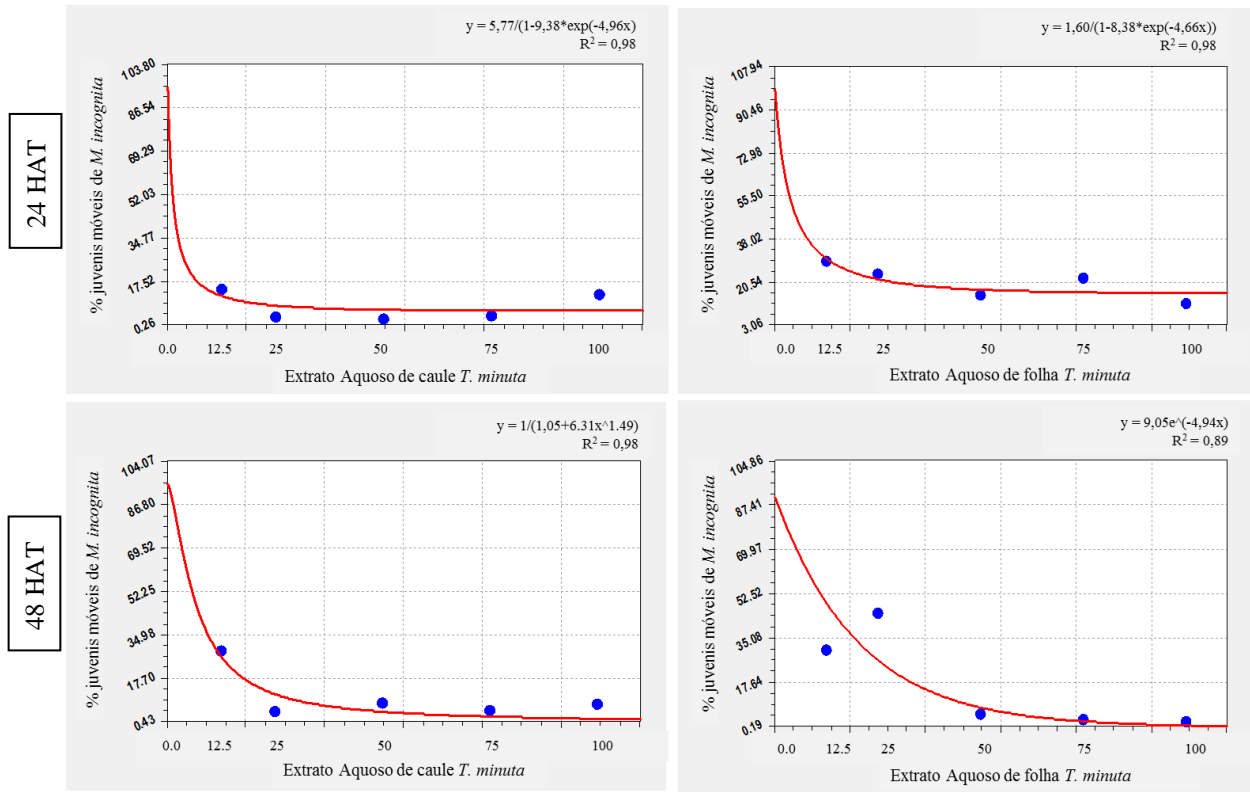 24 HAT
y = 5,77/(1-9,38*exp(-4,96x)
R² = 0,98
% juvenis móveis de M. incognita
103.80
86.54
69.29
52.03
34.77
17.52
0.26
0.0 12.5 25 50 75 100
Extrato Aquoso de caule T. minuta
y = 1,60/(1-8,38*exp(-4,66x))
R² = 0,98
% juvenis móveis de M. incognita
107.94
90.46
72.98
55.50
38.02
20.54
3.06
0.0 12.5 25 50 75 100
Extrato Aquoso de folha T. minuta
48 HAT
y = 1/(1,05+6.31x^1.49)
R² = 0,98
% juvenis móveis de M. incognita
104.07
86.80
69.52
52.25
34.98
17.70
0.43
0.0 12.5 25 50 75 100
Extrato Aquoso de caule T. minuta
y = 9,05e^(-4,94x)
R² = 0,89
% juvenis móveis de M. incognita
104.86
87.41
69.97
52.52
35.08
17.64
0.19
0.0 12.5 25 50 75 100
Extrato Aquoso de folha T. minuta